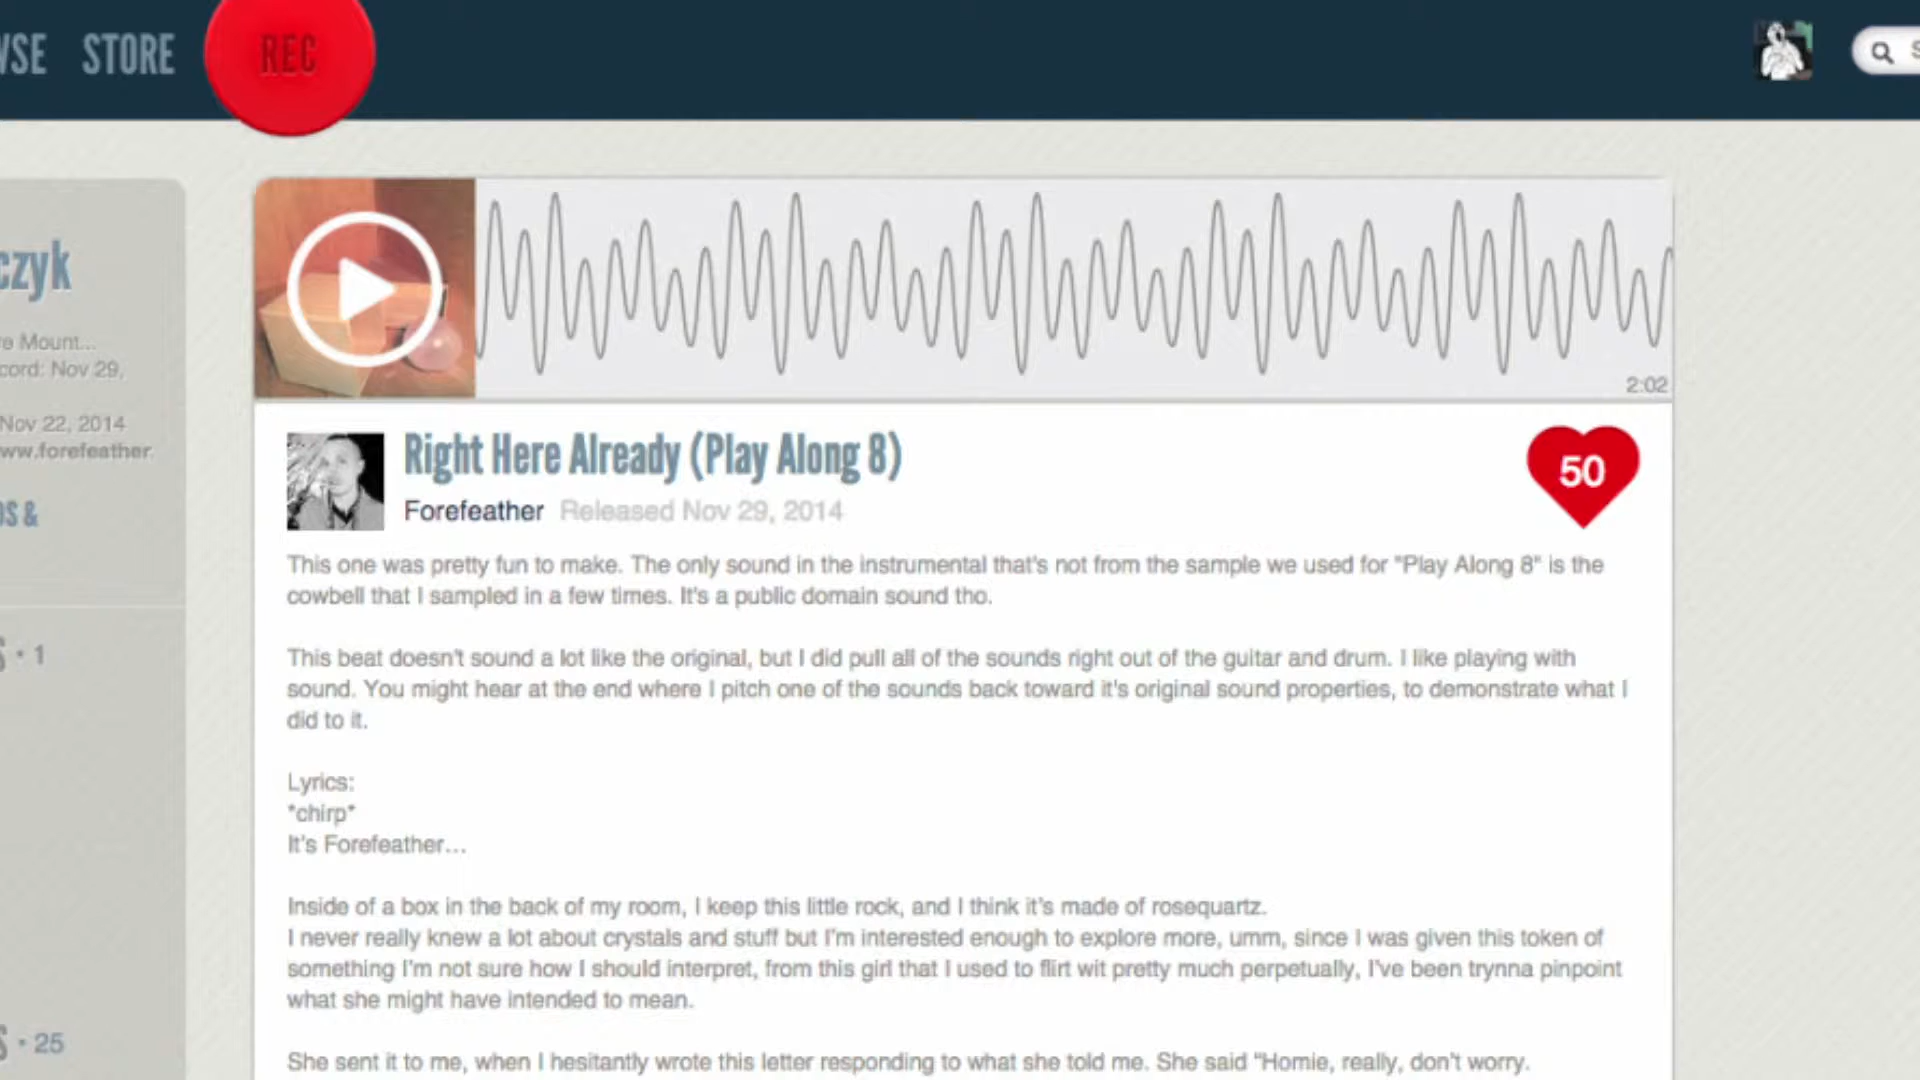 STORE
REC
czyk
Mount...
cord: Nov 29,
Nov 22, 2014
ww.forefeather.
&
• 1
• 25
2:02
Right Here Already (Play Along 8)
50
Forefeather Released Nov 29, 2014
This one was pretty fun to make. The only sound in the instrumental that's not from the sample we used for "Play Along 8" is the
cowbell that I sampled in a few times. It's a public domain sound tho.
This beat doesn't sound a lot like the original, but I did pull all of the sounds right out of the guitar and drum. I like playing with
sound. You might hear at the end where I pitch one of the sounds back toward it's original sound properties, to demonstrate what I
did to it.
Lyrics:
*chirp*
It's Forefeather...
Inside of a box in the back of my room, I keep this little rock, and I think it's made of rosequartz.
I never really knew a lot about crystals and stuff but I'm interested enough to explore more, umm, since I was given this token of
something I'm not sure how I should interpret, from this girl that I used to flirt wit pretty much perpetually, I've been trynna pinpoint
what she might have intended to mean.
She sent it to me, when I hesitantly wrote this letter responding to what she told me. She said "Homie, really, don't worry.